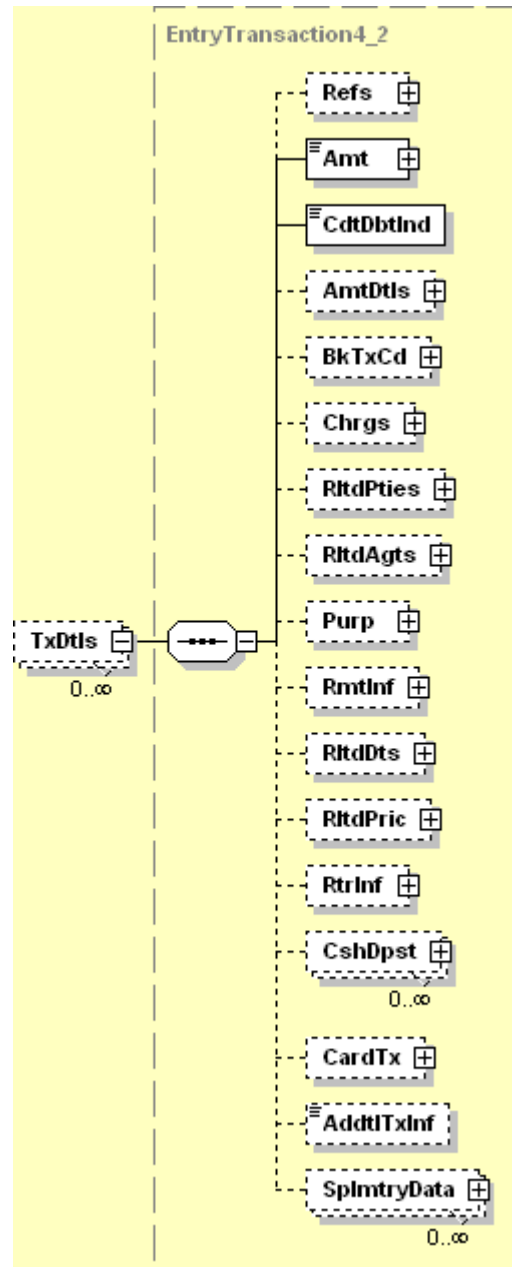 EntryTransaction4_2
Refs
Amt
CdtDbtInd
AmtDtls
BkTxCd
Chrgs
RltdPties
RltdAgts
Purp
TxDtls
0..∞
RmtInf
RltdDts
RltdPric
RtrInf
CshDpst
0..∞
CardTx
AddtlTxInf
SplmtryData
0..∞